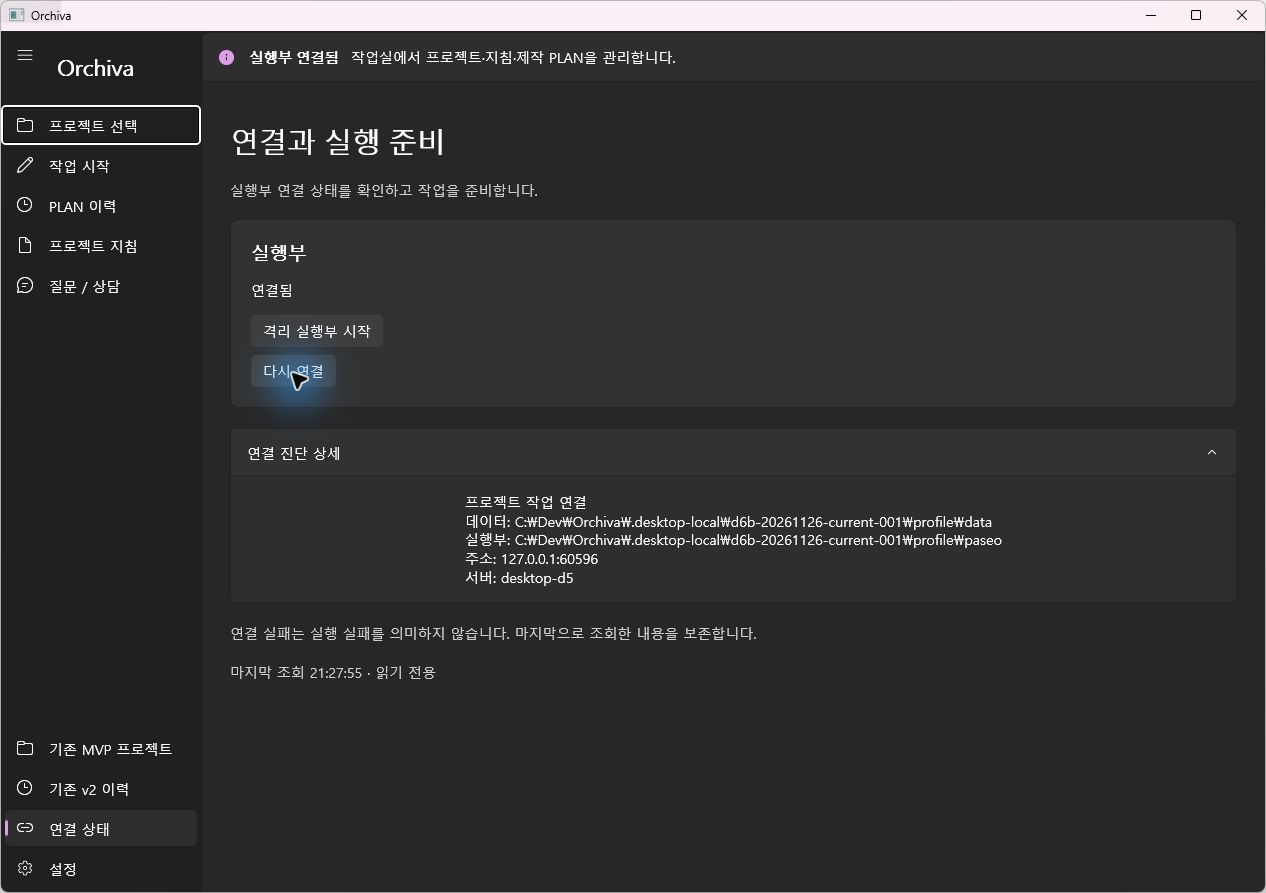 Orchiva
Orchiva
프로젝트 선택
작업 시작
PLAN 이력
프로젝트 지침
질문 / 상담
기존 MVP 프로젝트
기존 v2 이력
연결 상태
설정
실행부 연결됨 작업실에서 프로젝트·지침·제작 PLAN을 관리합니다.
연결과 실행 준비
실행부 연결 상태를 확인하고 작업을 준비합니다.
실행부
연결됨
격리 실행부 시작
다시 연결
연결 진단 상세
프로젝트 작업 연결
데이터: C:₩Dev₩Orchiva₩.desktop-local₩d6b-20261126-current-001₩profile₩data
실행부: C:₩Dev₩Orchiva₩.desktop-local₩d6b-20261126-current-001₩profile₩paseo
주소: 127.0.0.1:60596
서버: desktop-d5
연결 실패는 실행 실패를 의미하지 않습니다. 마지막으로 조회한 내용을 보존합니다.
마지막 조회 21:27:55 · 읽기 전용